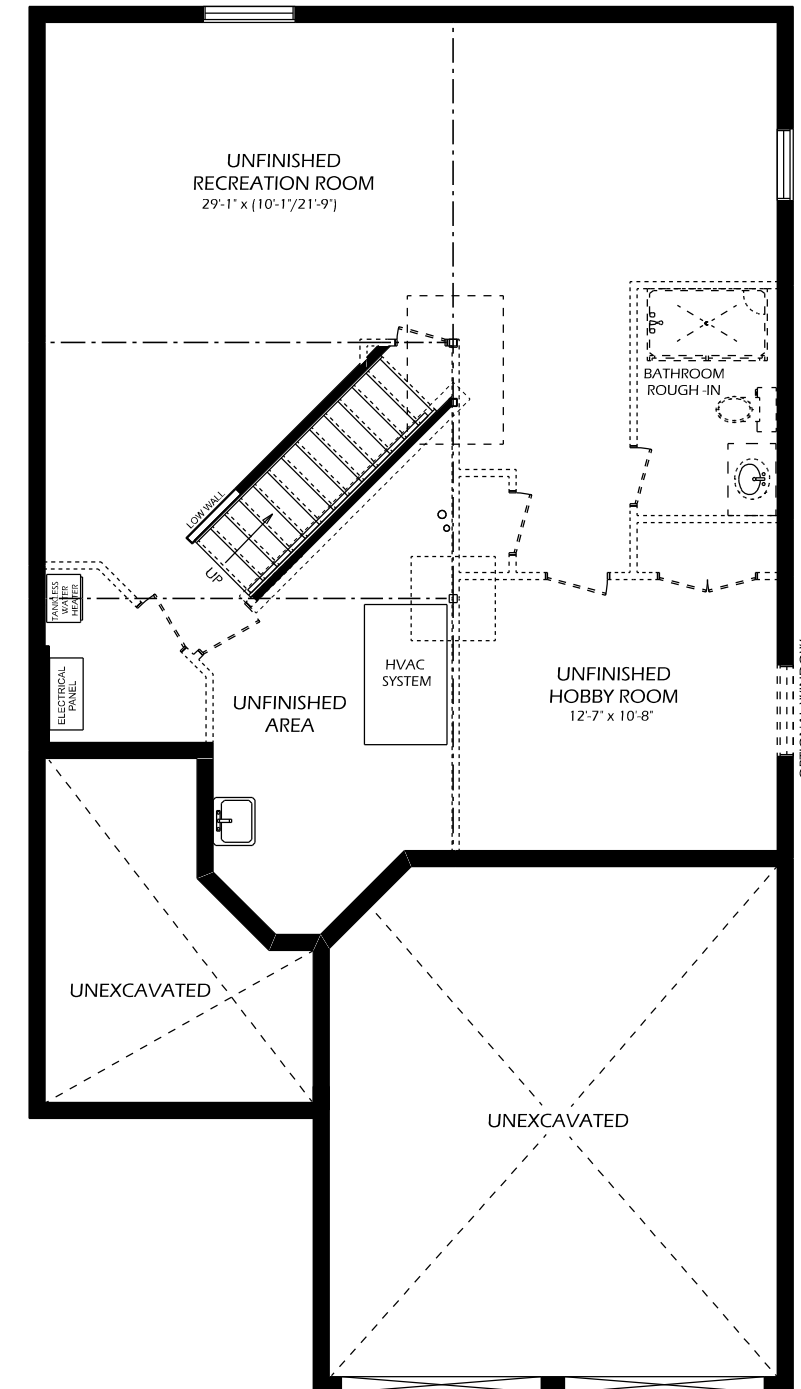 UNFINISHED
RECREATION ROOM
29'-1" x (10'-1"/21'-9")
BATHROOM
ROUGH-IN
LOW WALL
UP
TANKLESS
WATER
HEATER
ELECTRICAL
PANEL
HVAC
SYSTEM
UNFINISHED
AREA
UNFINISHED
HOBBY ROOM
12'-7" x 10'-8"
UNEXCAVATED
UNEXCAVATED